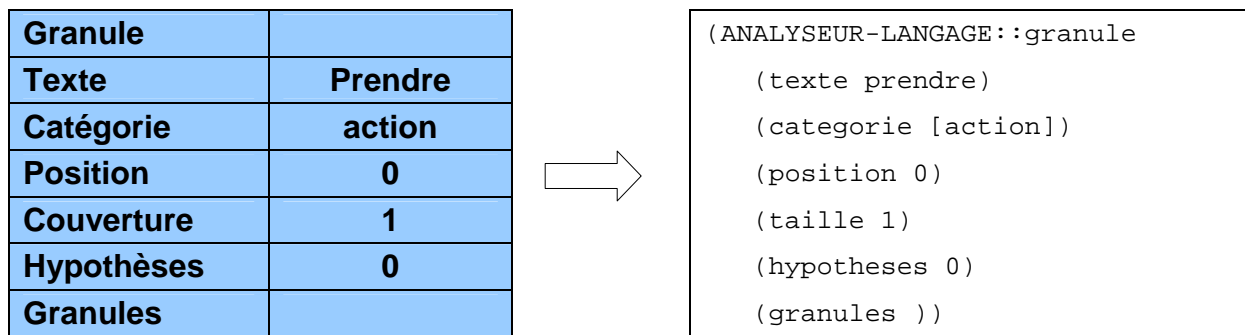 Granule
Texte Prendre
Catégorie action
Position 0
Couverture 1
Hypothèses 0
Granules
(ANALYSEUR-LANGAGE::granule
(texte prendre)
(categorie [action])
(position 0)
(taille 1)
(hypotheses 0)
(granules ))